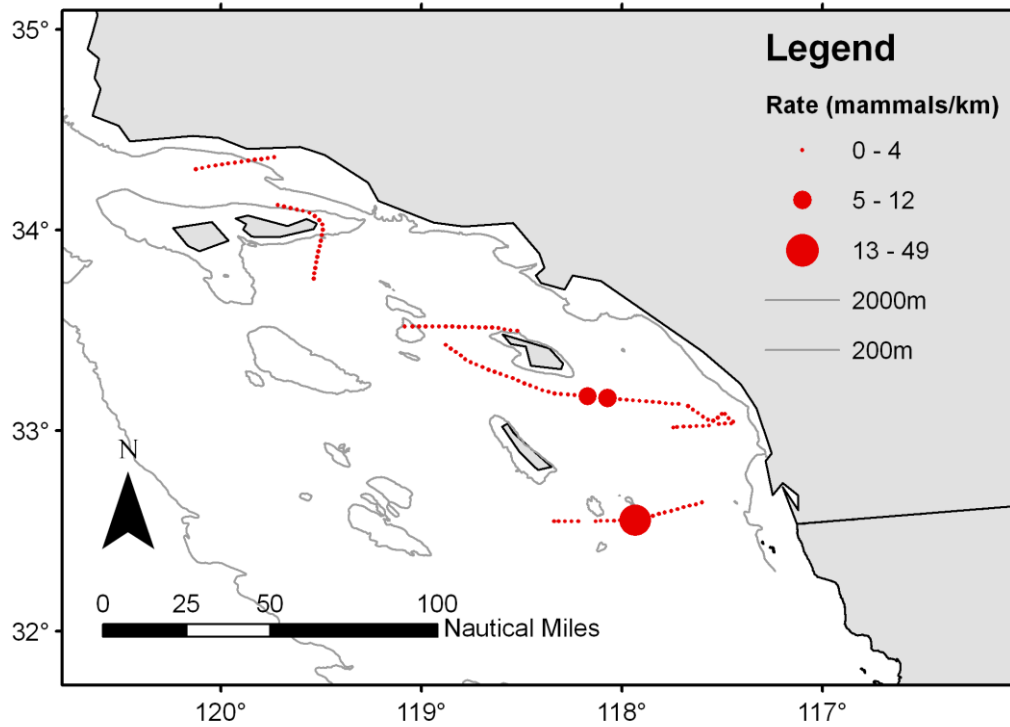 35°
34°
33°
32°
Legend
Rate (mammals/km)
0 - 4
5 - 12
13 - 49
2000m
200m
N
0 25 50 100
Nautical Miles
120° 119° 118° 117°